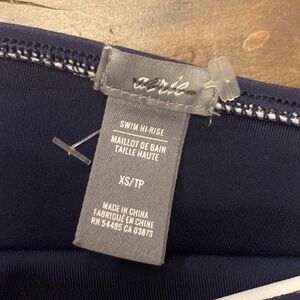 aerie
SWIM HI-RISE
MAILLOT DE BAIN
TAILLE HAUTE
XS/TP
MADE IN CHINA
FABRIQUÉ EN CHINE
RN 54485 CA 03873